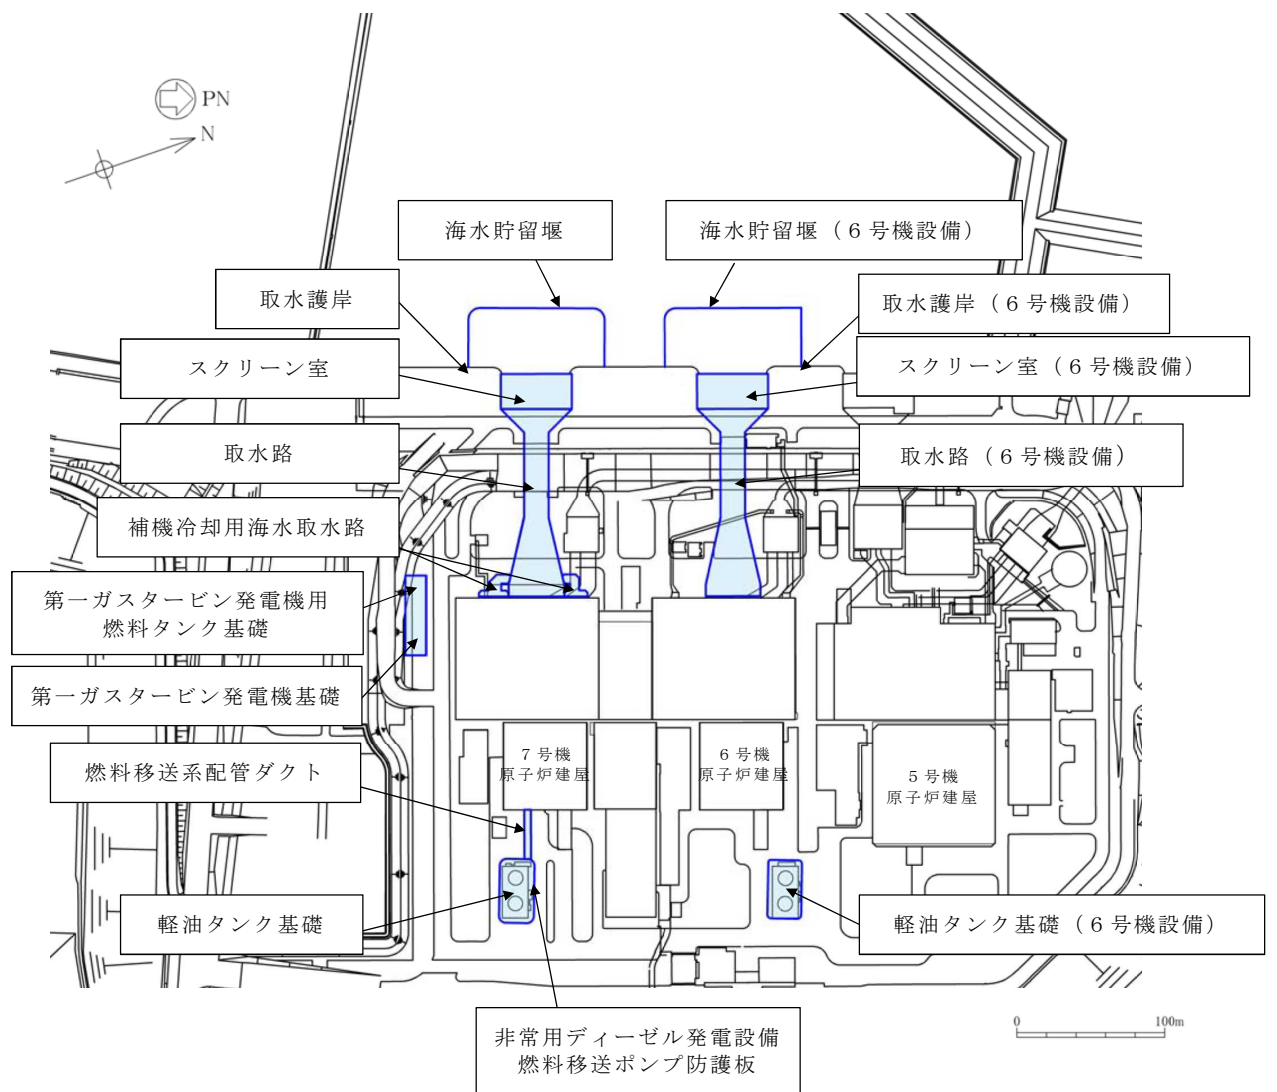 PN
N
海水貯留堰
海水貯留堰（６号機設備）
取水護岸
取水護岸（６号機設備）
スクリーン室
スクリーン室（６号機設備）
取水路
取水路（６号機設備）
補機冷却用海水取水路
第一ガスタービン発電機用
燃料タンク基礎
第一ガスタービン発電機基礎
燃料移送系配管ダクト
７号機
原子炉建屋
６号機
原子炉建屋
５号機
原子炉建屋
軽油タンク基礎
軽油タンク基礎（６号機設備）
非常用ディーゼル発電設備
燃料移送ポンプ防護板
0
100m